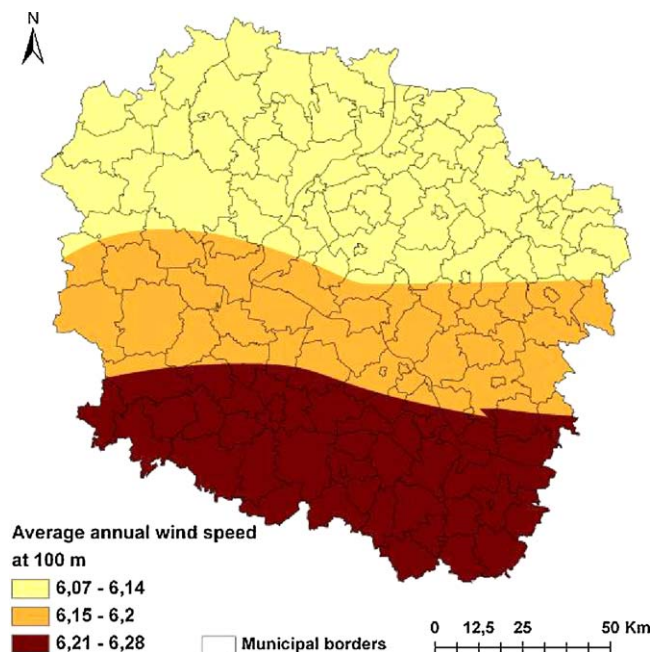 N
Average annual wind speed
at 100 m
6,07 - 6,14
6,15 - 6,2
6,21 - 6,28
Municipal borders
0 12,5 25 50 Km